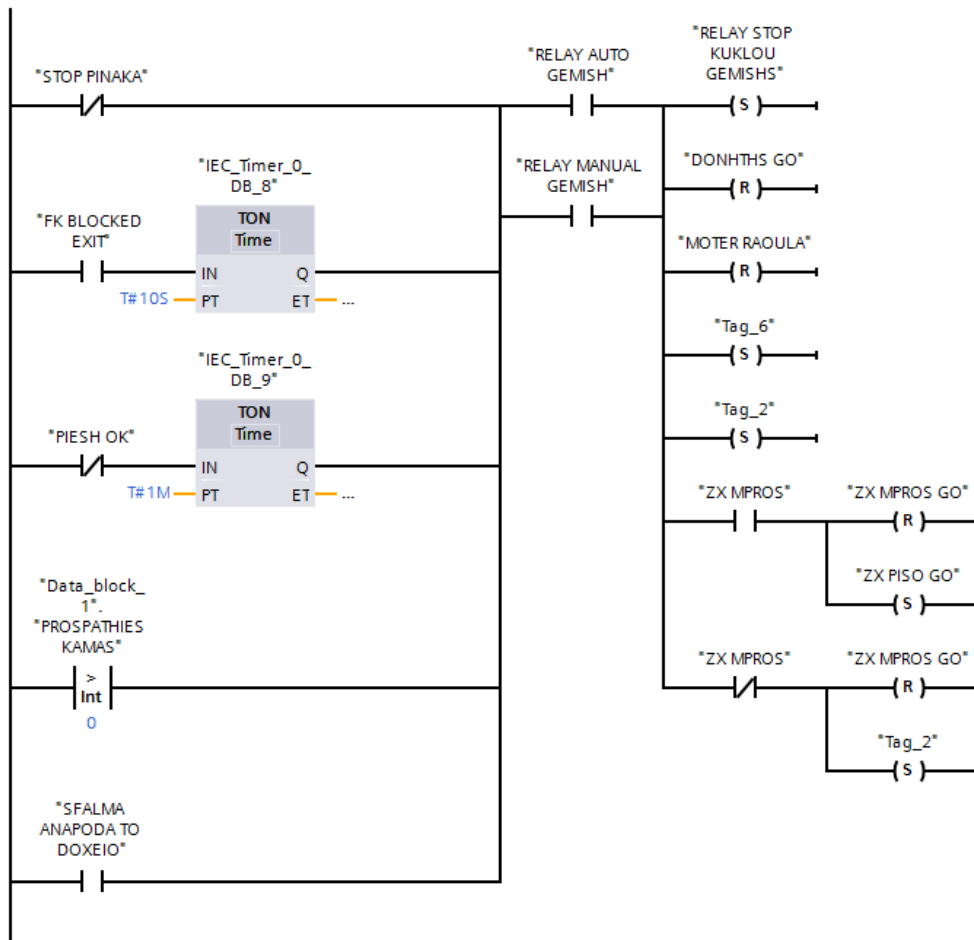 "STOP PINAKA"
"RELAY AUTO
GEMISH"
"RELAY STOP
KUKLOU
GEMISHS"
( S )
"IEC_Timer_0_
DB_8"
TON
Time
"FK BLOCKED
EXIT"
IN
Q
T#10S
PT
ET
...
"RELAY MANUAL
GEMISH"
"DONHTHS GO"
( R )
"MOTER RAOULA"
( R )
"IEC_Timer_0_
DB_9"
TON
Time
"PIESH OK"
IN
Q
T#1M
PT
ET
...
"Tag_6"
( S )
"Tag_2"
( S )
"ZX MPROS"
"ZX MPROS GO"
( R )
"ZX PISO GO"
( S )
"Data_block_
1".
"PROSPATHIES
KAMAS"
>
Int
0
"ZX MPROS"
"ZX MPROS GO"
( R )
"Tag_2"
( S )
"SFALMA
ANAPODA TO
DOXEIO"